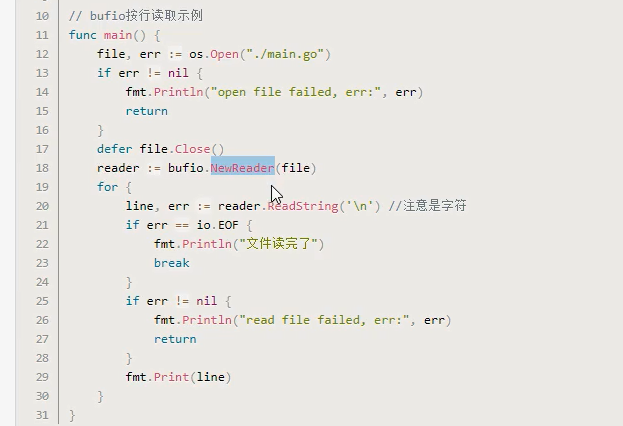 10 // bufio按行读取示例
11 func main() {
12     file, err := os.Open("./main.go")
13     if err != nil {
14         fmt.Println("open file failed, err:", err)
15         return
16     }
17     defer file.Close()
18     reader := bufio.NewReader(file)
19     for {
20         line, err := reader.ReadString('\n') //注意是字符
21         if err == io.EOF {
22             fmt.Println("文件读完了")
23             break
24         }
25         if err != nil {
26             fmt.Println("read file failed, err:", err)
27             return
28         }
29         fmt.Print(line)
30     }
31 }